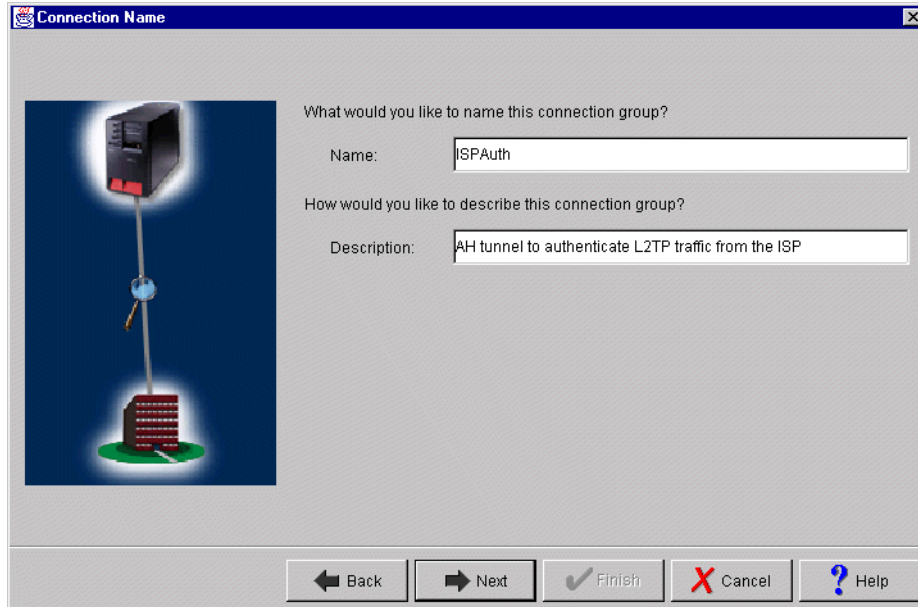 Connection Name
What would you like to name this connection group?
Name: ISPAuth
How would you like to describe this connection group?
Description: AH tunnel to authenticate L2TP traffic from the ISP
Back Next Finish Cancel Help